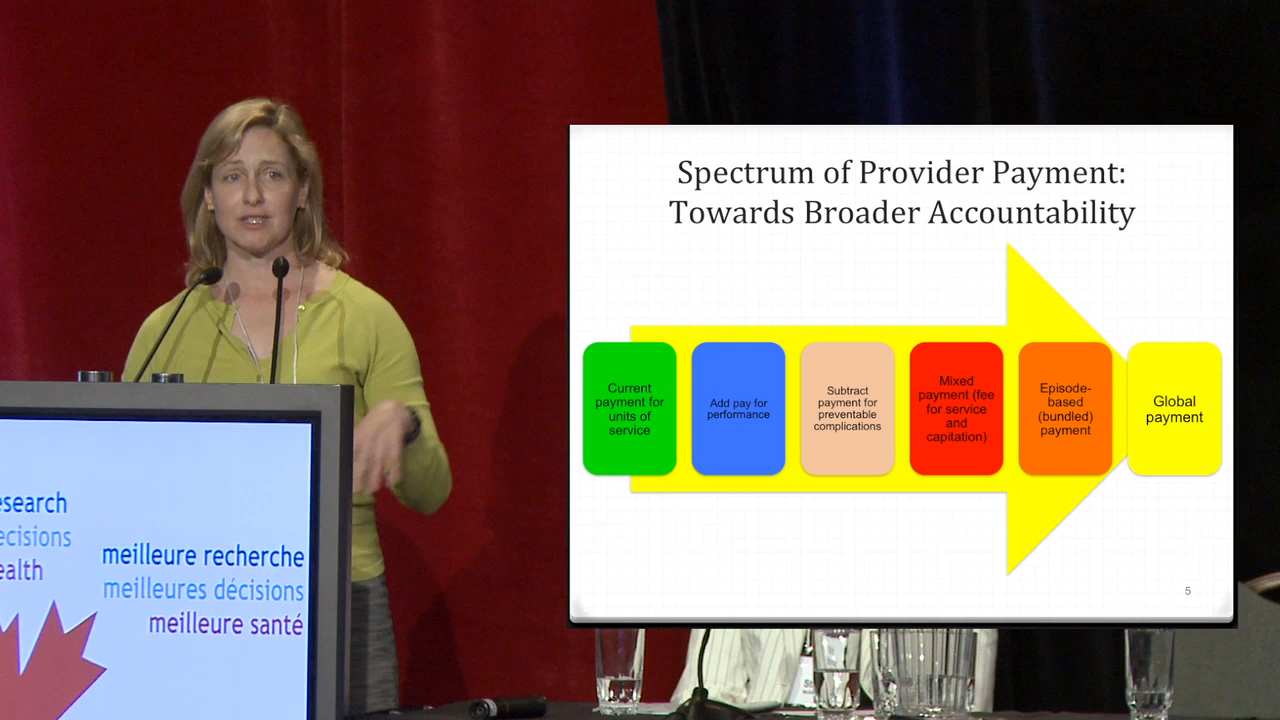 Spectrum of Provider Payment:
Towards Broader Accountability
Current
payment for
units of
service
Add pay for
performance
Subtract
payment for
preventable
complications
Mixed
payment (fee
for service
and
capitation)
Episode-
based
(bundled)
payment
Global
payment
5
esearch
ecisions
ealth
meilleure recherche
meilleures décisions
meilleure santé